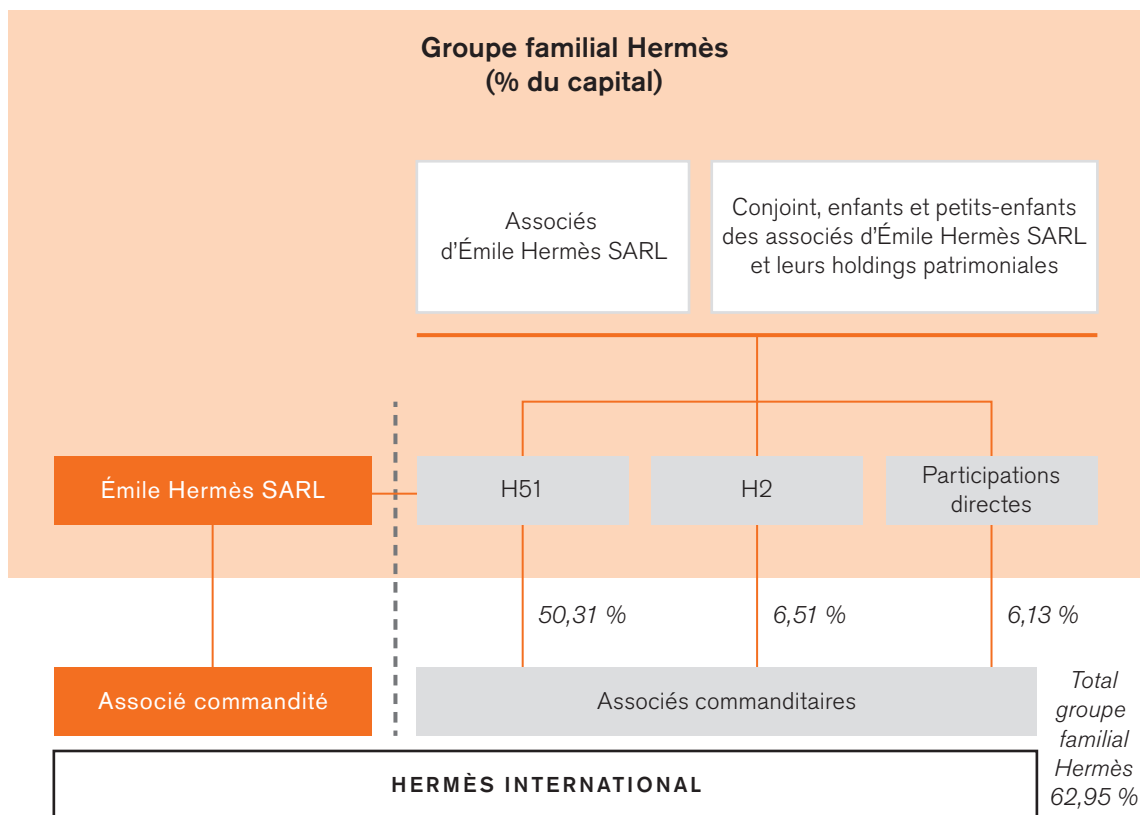 Groupe familial Hermès
(% du capital)
Associés
d'Émile Hermès SARL
Conjoint, enfants et petits-enfants
des associés d'Émile Hermès SARL
et leurs holdings patrimoniales
Émile Hermès SARL
H51
H2
Participations
directes
50,31 %
6,51 %
6,13 %
Associé commandité
Associés commanditaires
Total
groupe
familial
Hermès
62,95 %
HERMÈS INTERNATIONAL